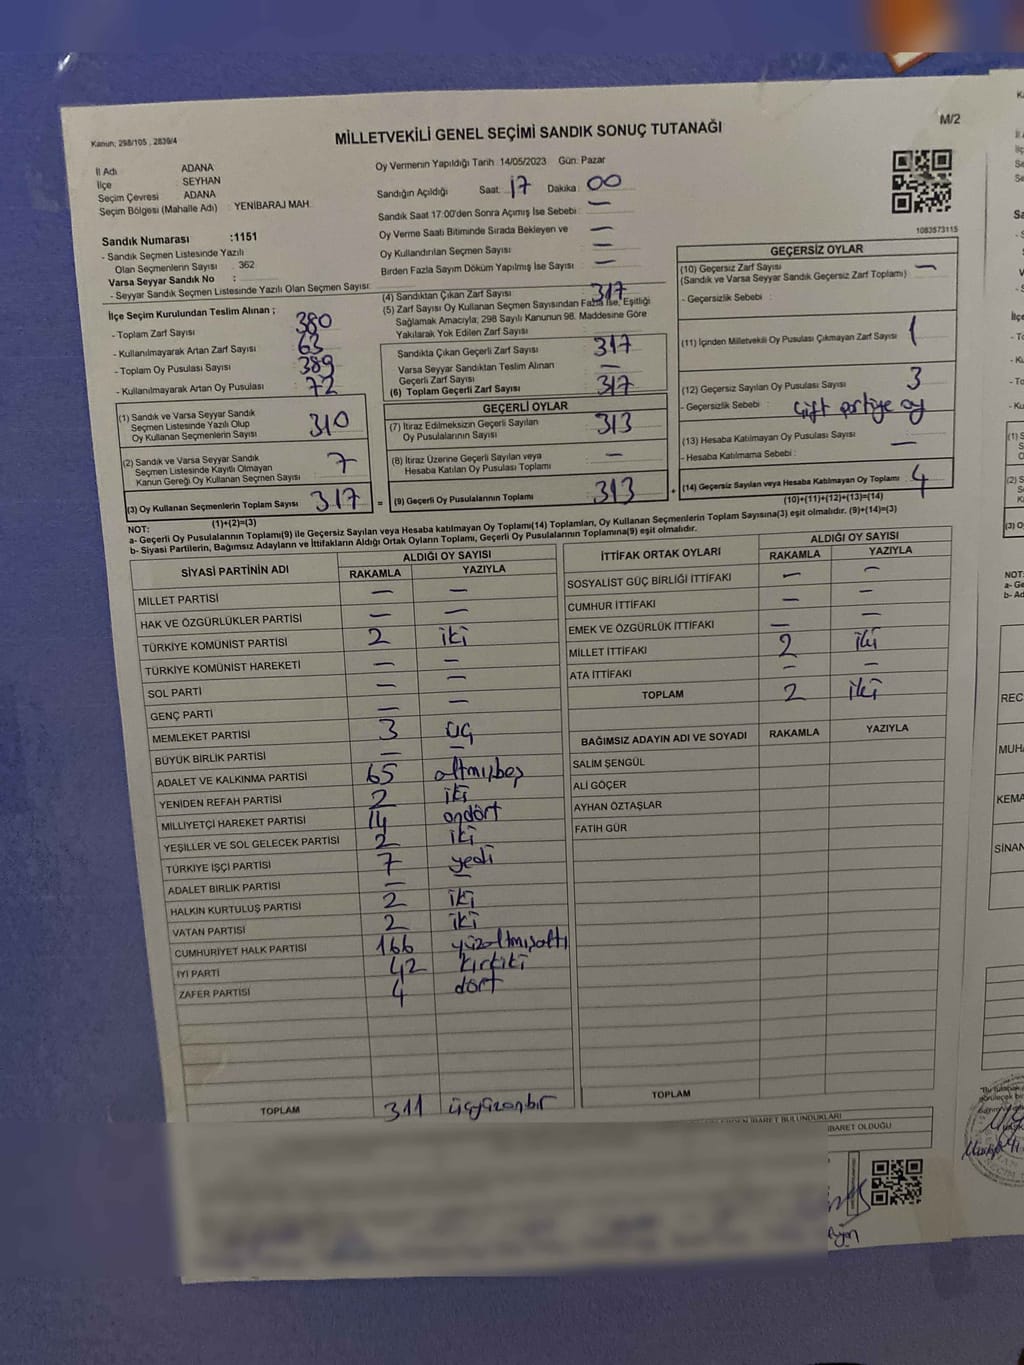 M/2
Kanun; 298/105 , 2839/4
MİLLETVEKİLİ GENEL SEÇİMİ SANDIK SONUÇ TUTANAĞI
İl Adı ADANA
İlçe SEYHAN
Seçim Çevresi ADANA
Seçim Bölgesi (Mahalle Adı) : YENİBARAJ MAH.
Oy Vermenin Yapıldığı Tarih :14/05/2023 Gün: Pazar
Sandığın Açıldığı Saat: 17 Dakika: 00
Sandık Saat 17:00'den Sonra Açımış İse Sebebi : —
Oy Verme Saati Bitiminde Sırada Bekleyen ve —
Oy Kullandırılan Seçmen Sayısı —
Birden Fazla Sayım Döküm Yapılmış İse Sayısı : —
1083573115
Sandık Numarası :1151
- Sandık Seçmen Listesinde Yazılı
Olan Seçmenlerin Sayısı : 362
Varsa Seyyar Sandık No :
- Seyyar Sandık Seçmen Listesinde Yazılı Olan Seçmen Sayısı:
İlçe Seçim Kurulundan Teslim Alınan ;
- Toplam Zarf Sayısı 380
- Kullanılmayarak Artan Zarf Sayısı 63
- Toplam Oy Pusulası Sayısı 389
- Kullanılmayarak Artan Oy Pusulası 72
(1) Sandık ve Varsa Seyyar Sandık
Seçmen Listesinde Yazılı Olup
Oy Kullanan Seçmenlerin Sayısı 310
(2) Sandık ve Varsa Seyyar Sandık
Seçmen Listesinde Kayıtlı Olmayan
Kanun Gereği Oy Kullanan Seçmen Sayısı 7
(3) Oy Kullanan Seçmenlerin Toplam Sayısı 317 =
(1)+(2)=(3)
(4) Sandıktan Çıkan Zarf Sayısı 317
(5) Zarf Sayısı Oy Kullanan Seçmen Sayısından Fazla İse, Eşitliği
Sağlamak Amacıyla; 298 Sayılı Kanunun 98. Maddesine Göre
Yakılarak Yok Edilen Zarf Sayısı
Sandıkta Çıkan Geçerli Zarf Sayısı 317
Varsa Seyyar Sandıktan Teslim Alınan —
Geçerli Zarf Sayısı
(6) Toplam Geçerli Zarf Sayısı 317
GEÇERLİ OYLAR
(7) İtiraz Edilmeksizin Geçerli Sayılan
Oy Pusulalarının Sayısı 313
(8) İtiraz Üzerine Geçerli Sayılan veya
Hesaba Katılan Oy Pusulası Toplamı —
(9) Geçerli Oy Pusulalarının Toplamı 313 +
GEÇERSİZ OYLAR
(10) Geçersiz Zarf Sayısı —
(Sandık ve Varsa Seyyar Sandık Geçersiz Zarf Toplamı)
- Geçersizlik Sebebi :
(11) İçinden Milletvekili Oy Pusulası Çıkmayan Zarf Sayısı 1
(12) Geçersiz Sayılan Oy Pusulası Sayısı 3
- Geçersizlik Sebebi : Çift partiye oy
(13) Hesaba Katılmayan Oy Pusulası Sayısı —
- Hesaba Katılmama Sebebi :
(14) Geçersiz Sayılan veya Hesaba Katılmayan Oy Toplamı 4
(10)+(11)+(12)+(13)=(14)
NOT:
a- Geçerli Oy Pusulalarının Toplamı(9) ile Geçersiz Sayılan veya Hesaba katılmayan Oy Toplamı(14) Toplamları, Oy Kullanan Seçmenlerin Toplam Sayısına(3) eşit olmalıdır. (9)+(14)=(3)
b- Siyasi Partilerin, Bağımsız Adayların ve İttifakların Aldığı Ortak Oyların Toplamı, Geçerli Oy Pusulalarının Toplamına(9) eşit olmalıdır.
SİYASİ PARTİNİN ADI ALDIĞI OY SAYISI
RAKAMLA YAZIYLA
MİLLET PARTİSİ — —
HAK VE ÖZGÜRLÜKLER PARTİSİ — —
TÜRKİYE KOMÜNİST PARTİSİ 2 iki
TÜRKİYE KOMÜNİST HAREKETİ — —
SOL PARTİ — —
GENÇ PARTİ — —
MEMLEKET PARTİSİ 3 üç
BÜYÜK BİRLİK PARTİSİ — —
ADALET VE KALKINMA PARTİSİ 65 altmışbeş
YENİDEN REFAH PARTİSİ 2 iki
MİLLİYETÇİ HAREKET PARTİSİ 14 ondört
YEŞİLLER VE SOL GELECEK PARTİSİ 2 iki
TÜRKİYE İŞÇİ PARTİSİ 7 yedi
ADALET BİRLİK PARTİSİ — —
HALKIN KURTULUŞ PARTİSİ 2 iki
VATAN PARTİSİ 2 iki
CUMHURİYET HALK PARTİSİ 166 yüzaltmışaltı
İYİ PARTİ 42 kırkiki
ZAFER PARTİSİ 4 dört
TOPLAM 311 üçyüzonbir
İTTİFAK ORTAK OYLARI ALDIĞI OY SAYISI
RAKAMLA YAZIYLA
SOSYALİST GÜÇ BİRLİĞİ İTTİFAKI — —
CUMHUR İTTİFAKI — —
EMEK VE ÖZGÜRLÜK İTTİFAKI — —
MİLLET İTTİFAKI 2 iki
ATA İTTİFAKI — —
TOPLAM 2 iki
BAĞIMSIZ ADAYIN ADI VE SOYADI RAKAMLA YAZIYLA
SALİM ŞENGÜL
ALİ GÖÇER
AYHAN ÖZTAŞLAR
FATİH GÜR
TOPLAM
İBARET BULUNDUKLARI
İBARET OLDUĞU
NOT:
a- Ge
b- Ad
REC
MUH
KEMA
SİNAN